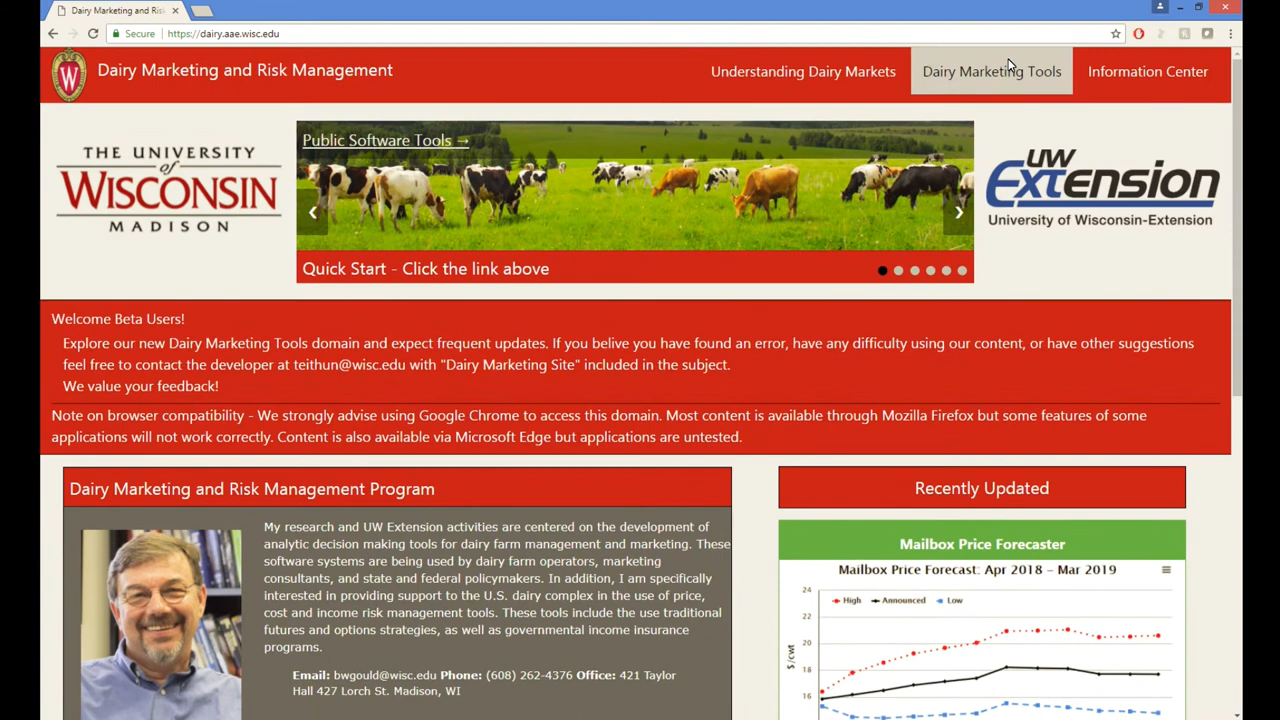 Dairy Marketing and Ris
Secure https://dairy.aae.wisc.edu
W
Dairy Marketing and Risk Management
Understanding Dairy Markets
Dairy Marketing Tools
Information Center
THE UNIVERSITY
of
WISCONSIN
MADISON
Public Software Tools →
Quick Start - Click the link above
UW
Extension
University of Wisconsin-Extension
Welcome Beta Users!
Explore our new Dairy Marketing Tools domain and expect frequent updates. If you belive you have found an error, have any difficulty using our content, or have other suggestions
feel free to contact the developer at teithun@wisc.edu with "Dairy Marketing Site" included in the subject.
We value your feedback!
Note on browser compatibility - We strongly advise using Google Chrome to access this domain. Most content is available through Mozilla Firefox but some features of some
applications will not work correctly. Content is also available via Microsoft Edge but applications are untested.
Dairy Marketing and Risk Management Program
My research and UW Extension activities are centered on the development of
analytic decision making tools for dairy farm management and marketing. These
software systems are being used by dairy farm operators, marketing
consultants, and state and federal policymakers. In addition, I am specifically
interested in providing support to the U.S. dairy complex in the use of price,
cost and income risk management tools. These tools include the use traditional
futures and options strategies, as well as governmental income insurance
programs.
Email: bwgould@wisc.edu Phone: (608) 262-4376 Office: 421 Taylor
Hall 427 Lorch St. Madison, WI
Recently Updated
Mailbox Price Forecaster
Mailbox Price Forecast: Apr 2018 – Mar 2019
High Announced Low
24
22
20
18
16
$/cwt